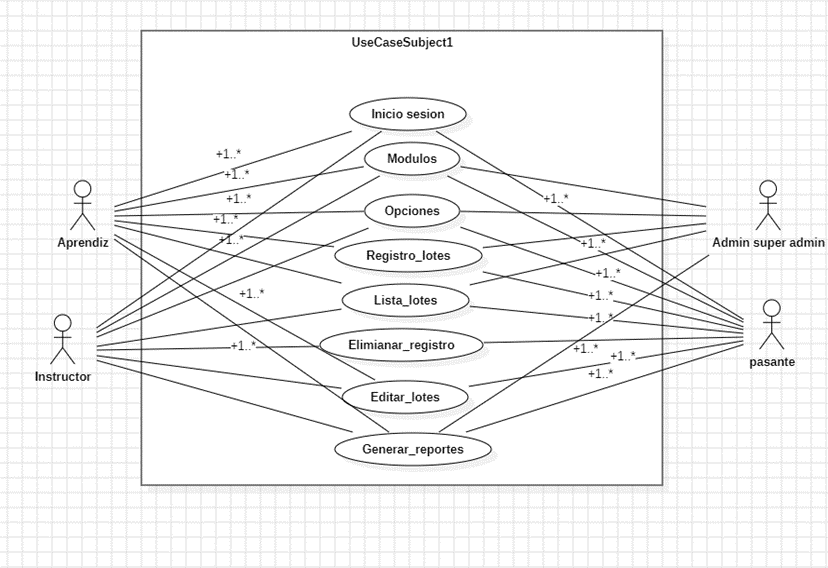 UseCaseSubject1
Inicio sesion
+1..*
Modulos
+1..*
+1..*
+1..*
Opciones
+1..*
+1..*
Aprendiz
Admin super admin
+1..*
Registro_lotes
+1..*
+1..*
+1..*
Lista_lotes
+1..*
Elimianar_registro
+1..*
+1..*
+1..*
pasante
Instructor
+1..*
Editar_lotes
Generar_reportes